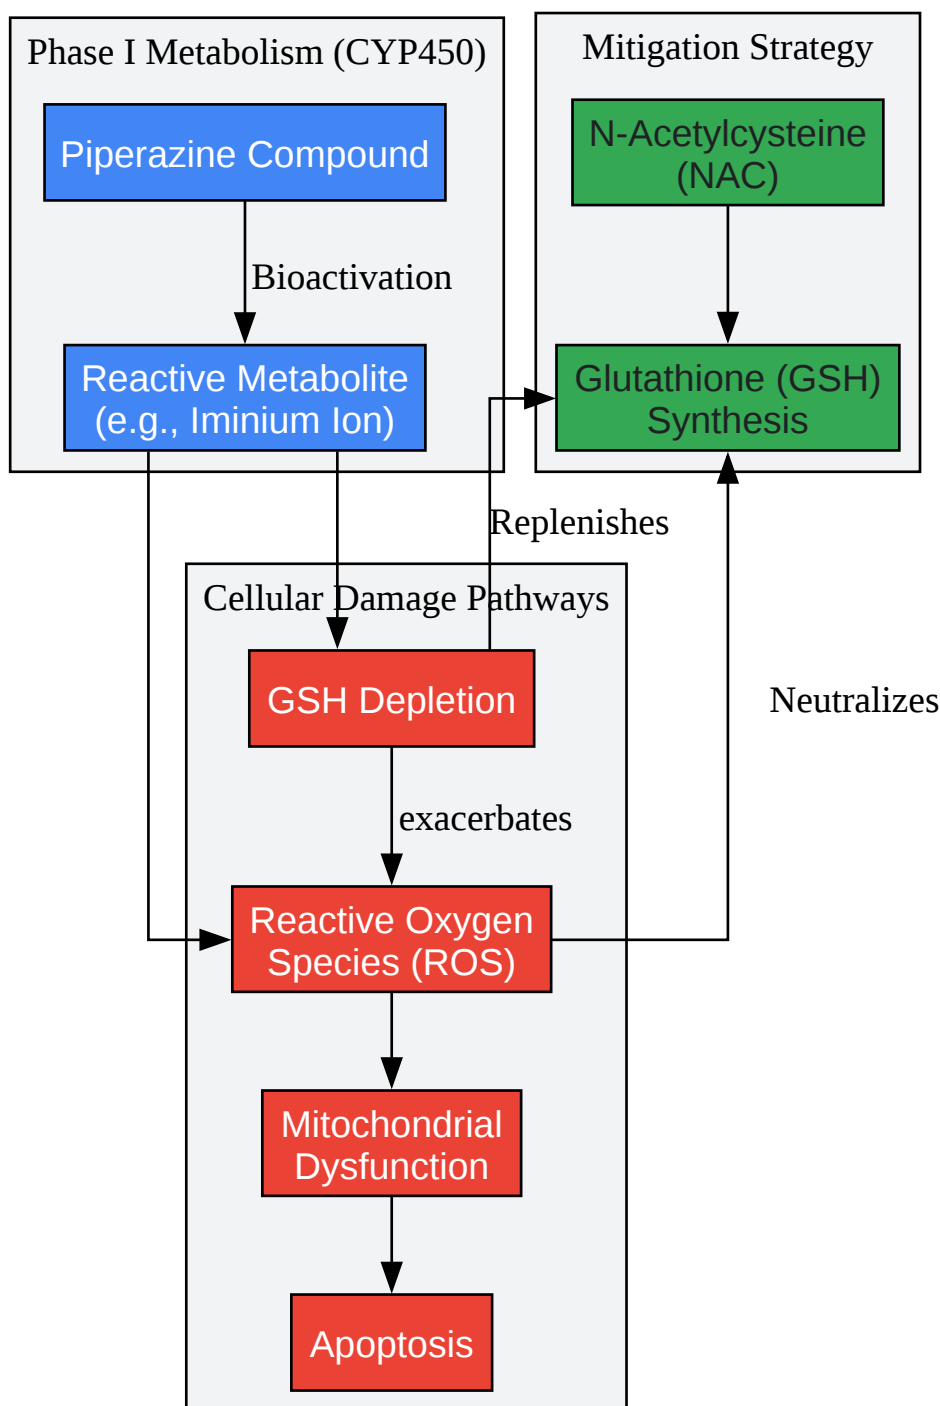 Phase I Metabolism (CYP450)
Piperazine Compound
Bioactivation
Reactive Metabolite
(e.g., Iminium Ion)
Mitigation Strategy
N-Acetylcysteine
(NAC)
Glutathione (GSH)
Synthesis
Replenishes
Cellular Damage Pathways
GSH Depletion
Neutralizes
exacerbates
Reactive Oxygen
Species (ROS)
Mitochondrial
Dysfunction
Apoptosis